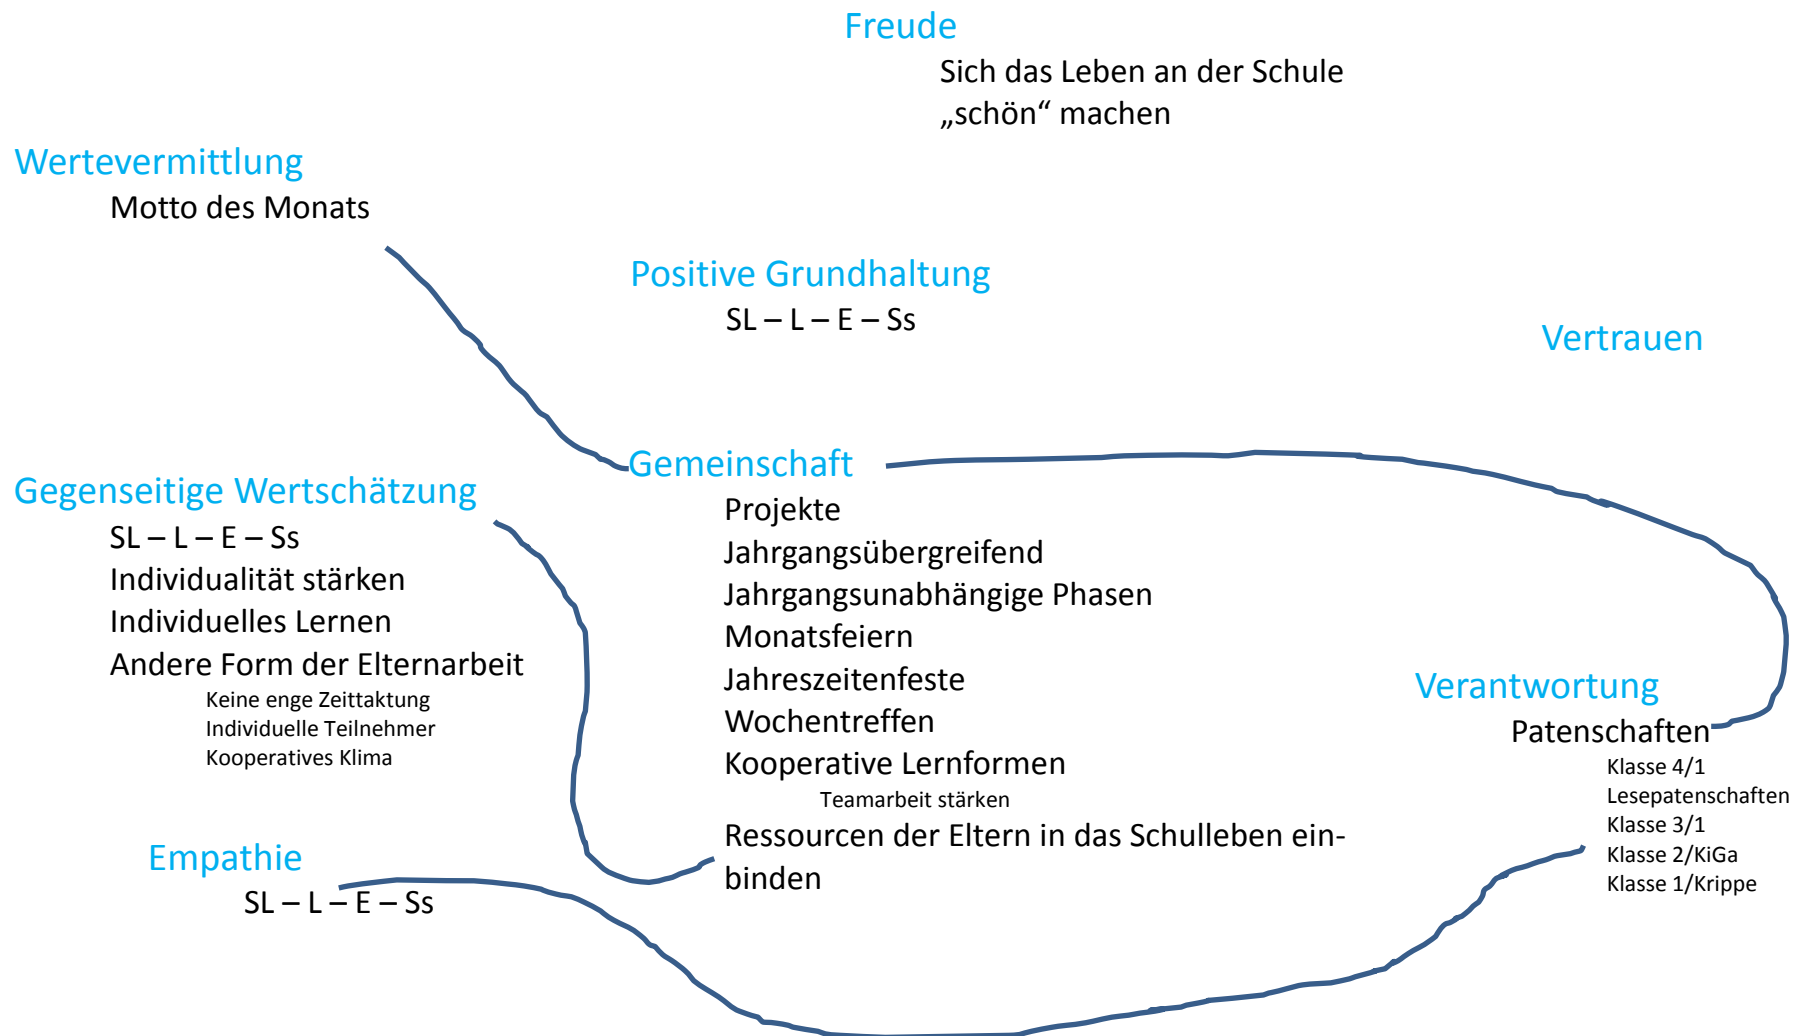 Freude
Sich das Leben an der Schule
„schön“ machen
Wertevermittlung
Motto des Monats
Positive Grundhaltung
SL – L – E – Ss
Vertrauen
Gegenseitige Wertschätzung
SL – L – E – Ss
Individualität stärken
Individuelles Lernen
Andere Form der Elternarbeit
Keine enge Zeittaktung
Individuelle Teilnehmer
Kooperatives Klima
Gemeinschaft
Projekte
Jahrgangsübergreifend
Jahrgangsunabhängige Phasen
Monatsfeiern
Jahreszeitenfeste
Wochentreffen
Kooperative Lernformen
Teamarbeit stärken
Ressourcen der Eltern in das Schulleben ein-
binden
Verantwortung
Patenschaften
Klasse 4/1
Lesepatenschaften
Klasse 3/1
Klasse 2/KiGa
Klasse 1/Krippe
Empathie
SL – L – E – Ss